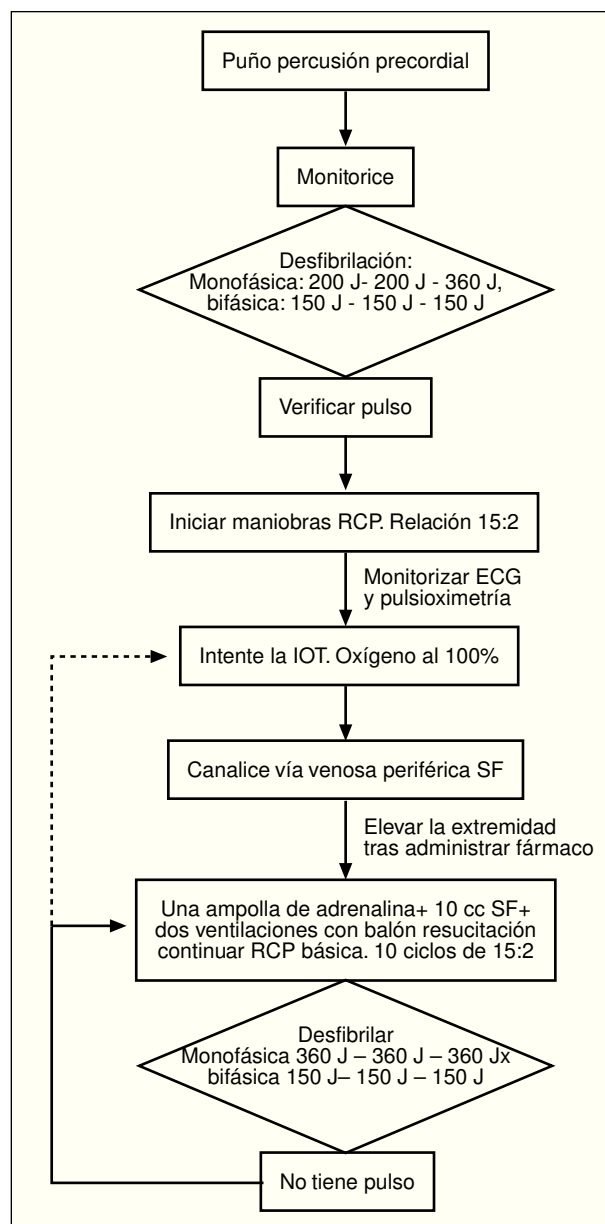 Puño percusión precordial
Monitorice
Desfibrilación:
Monofásica: 200 J- 200 J - 360 J,
bifásica: 150 J - 150 J - 150 J
Verificar pulso
Iniciar maniobras RCP. Relación 15:2
Monitorizar ECG
y pulsioximetría
Intente la IOT. Oxígeno al 100%
Canalice vía venosa periférica SF
Elevar la extremidad
tras administrar fármaco
Una ampolla de adrenalina+ 10 cc SF+
dos ventilaciones con balón resucitación
continuar RCP básica. 10 ciclos de 15:2
Desfibrilar
Monofásica 360 J – 360 J – 360 Jx
bifásica 150 J– 150 J – 150 J
No tiene pulso